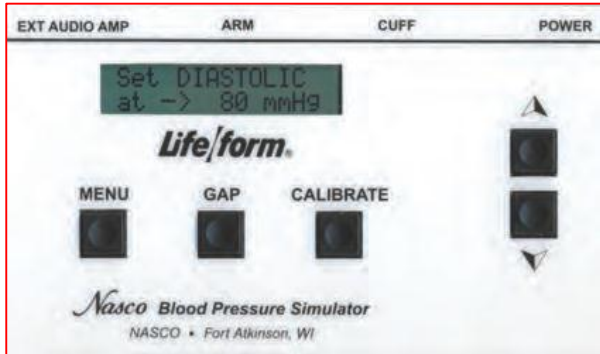 EXT AUDIO AMP ARM CUFF POWER
Set DIASTOLIC
at -> 80 mmHg
Life/form®
MENU GAP CALIBRATE
Nasco Blood Pressure Simulator
NASCO • Fort Atkinson, WI